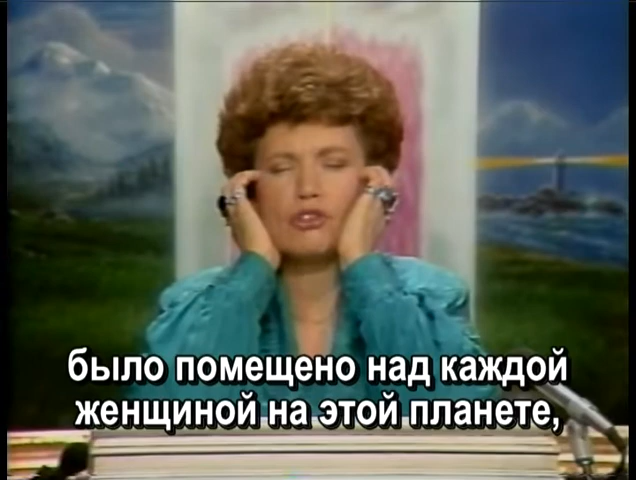 было помещено над каждой
женщиной на этой планете,